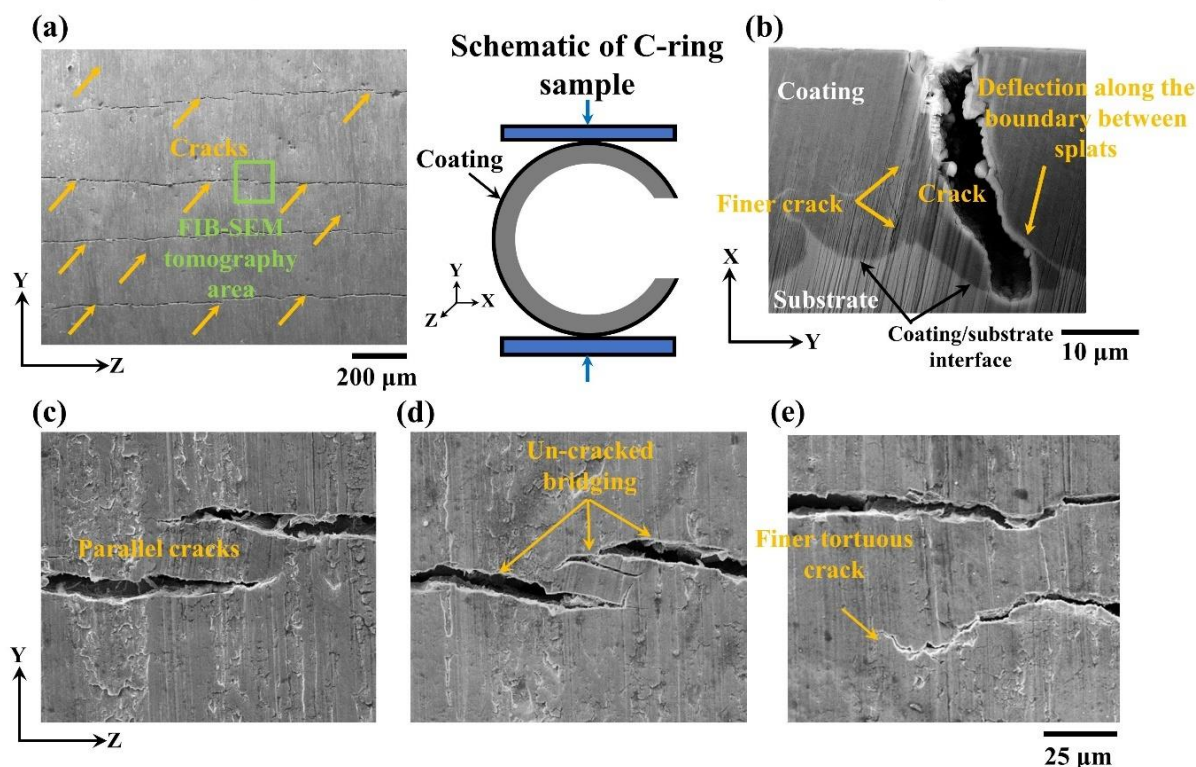 (a)
Cracks
FIB-SEM
tomography
area
Y
Z
200 μm
Schematic of C-ring
sample
Coating
Y
X
Z
(b)
Coating
Deflection along the
boundary between
splats
Finer crack
Crack
X
Substrate
Y
Coating/substrate
interface
10 μm
(c)
Parallel cracks
Y
Z
(d)
Un-cracked
bridging
(e)
Finer tortuous
crack
25 μm